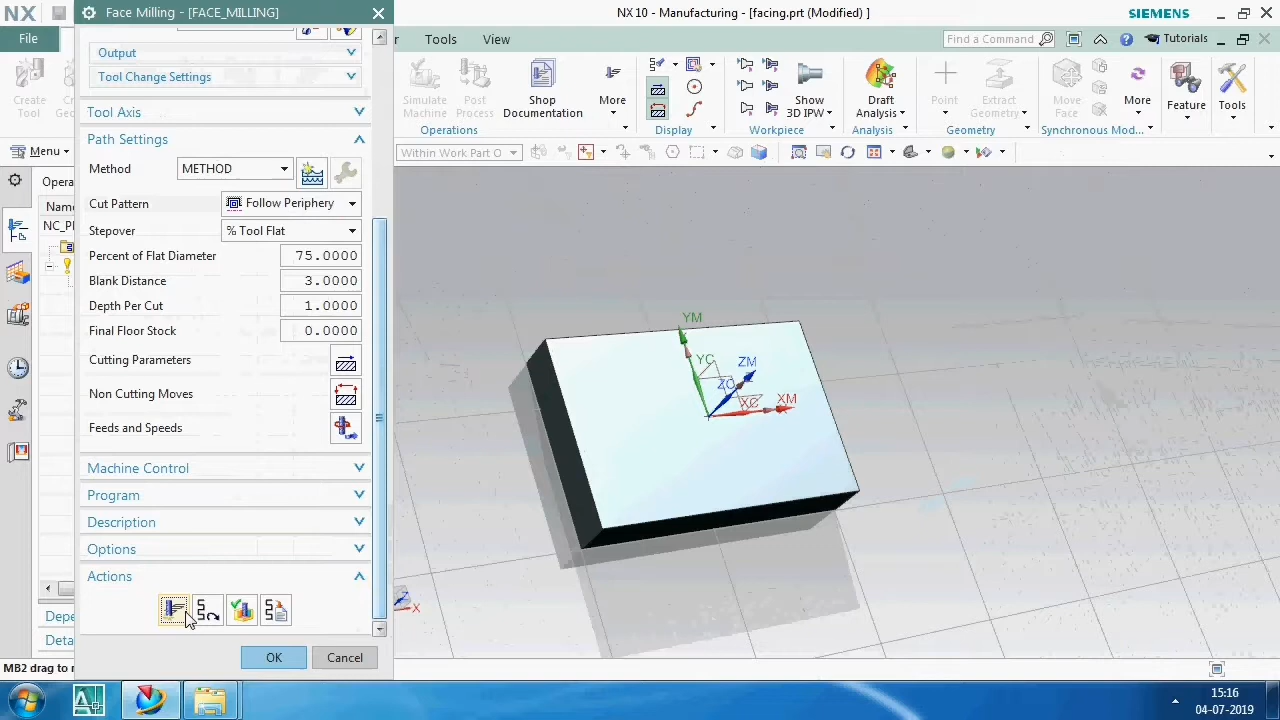 NX
Face Milling - [FACE_MILLING]
NX 10 - Manufacturing - [facing.prt (Modified) ]
SIEMENS
File
Tools
View
Find a Command
Tutorials
Output
Tool Change Settings
Create
Tool
Simulate
Machine
Post
Process
Shop
Documentation
More
Show
3D IPW
Draft
Analysis
Point
Extract
Geometry
Move
Face
More
Feature
Tools
Operations
Display
Workpiece
Analysis
Geometry
Synchronous Mod...
Tool Axis
Path Settings
Menu
Within Work Part O
Method
METHOD
Cut Pattern
Follow Periphery
Stepover
% Tool Flat
Percent of Flat Diameter
75.0000
Blank Distance
3.0000
Depth Per Cut
1.0000
Final Floor Stock
0.0000
Cutting Parameters
Non Cutting Moves
Feeds and Speeds
Machine Control
Program
Description
Options
Actions
OK
Cancel
Opera
Name
Depe
Deta
MB2 drag to
YM
YC
ZM
ZC
XC
XM
X
15:16
04-07-2019